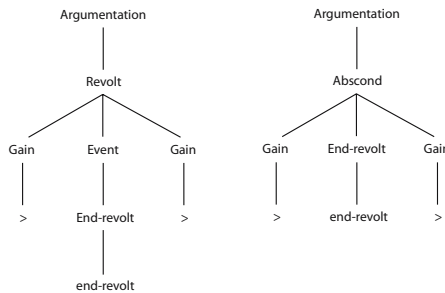 Argumentation
Revolt
Gain Event Gain
> End-revolt >
end-revolt
Argumentation
Abscond
Gain End-revolt Gain
> end-revolt >